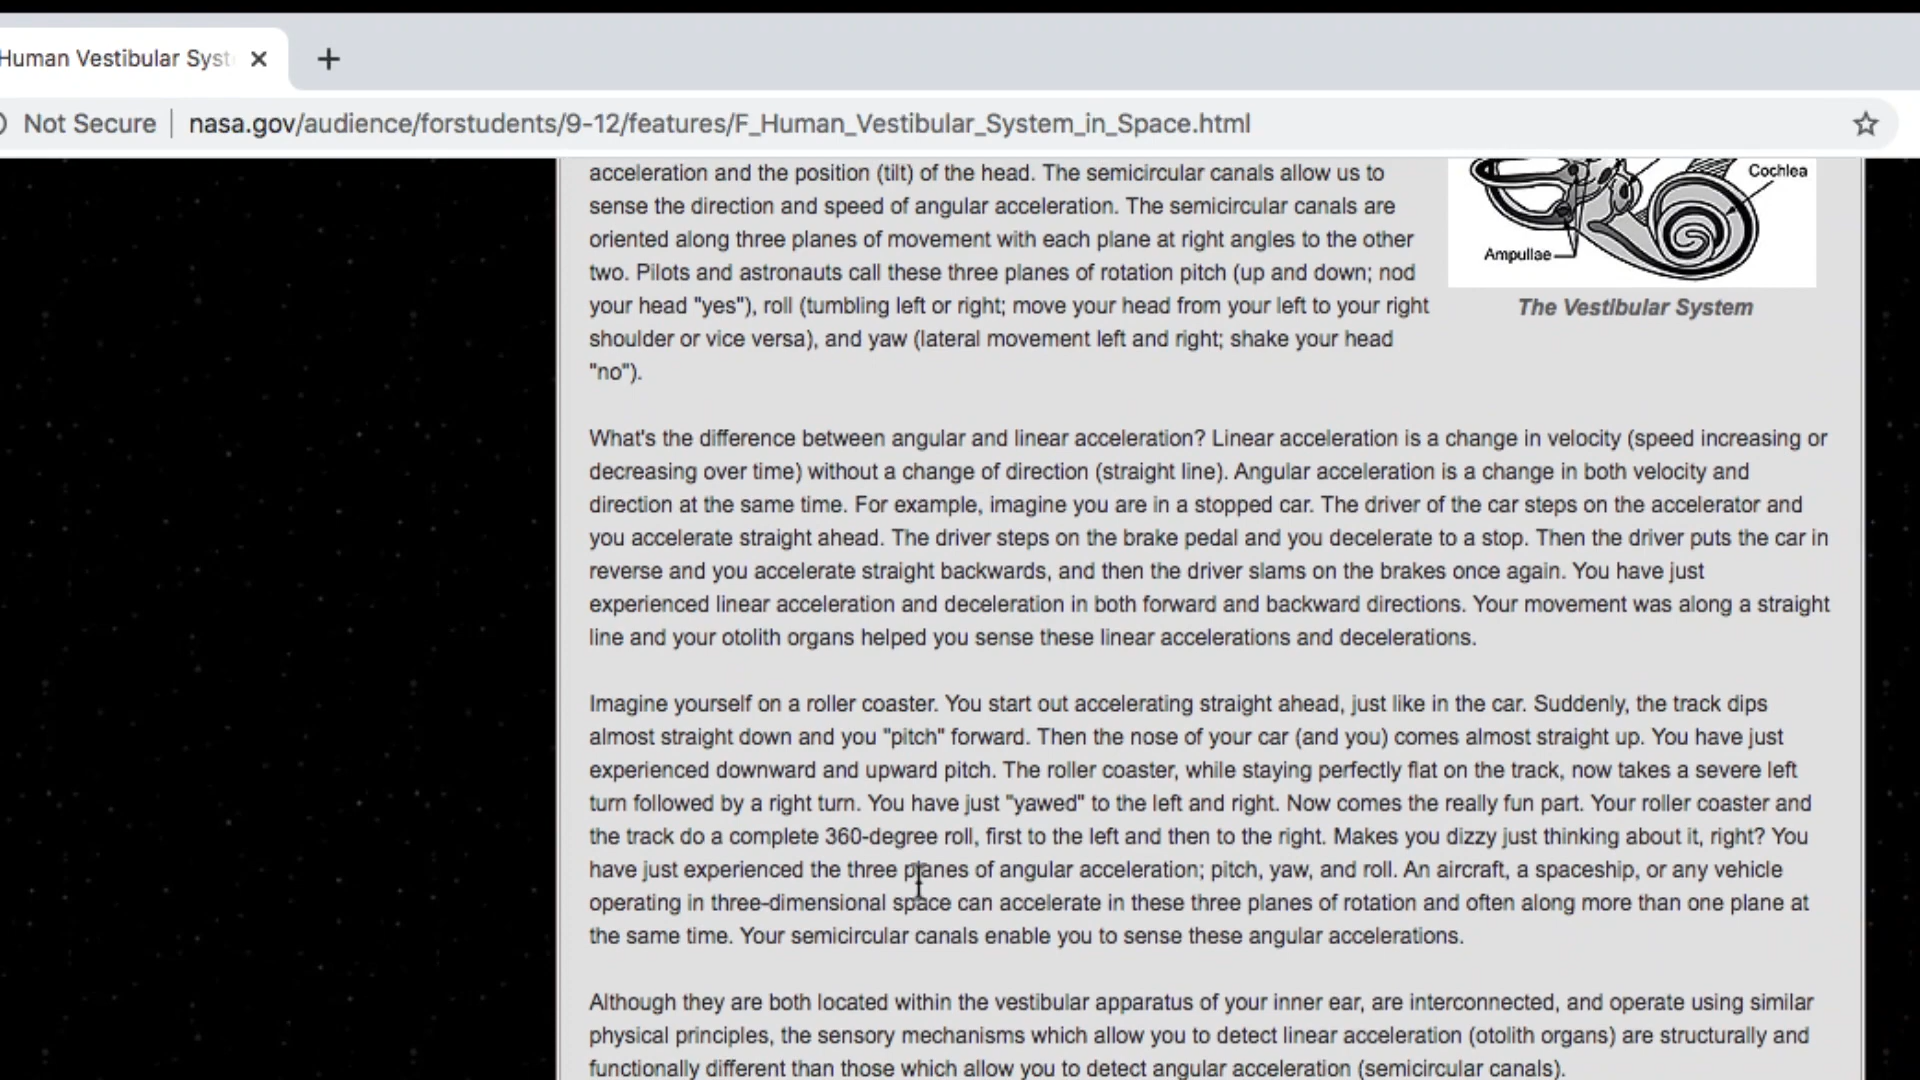 Human Vestibular Syst
Not Secure
nasa.gov/audience/forstudents/9-12/features/F_Human_Vestibular_System_in_Space.html
acceleration and the position (tilt) of the head. The semicircular canals allow us to
sense the direction and speed of angular acceleration. The semicircular canals are
oriented along three planes of movement with each plane at right angles to the other
two. Pilots and astronauts call these three planes of rotation pitch (up and down; nod
your head "yes"), roll (tumbling left or right; move your head from your left to your right
shoulder or vice versa), and yaw (lateral movement left and right; shake your head
"no").
Cochlea
Ampullae
The Vestibular System
What's the difference between angular and linear acceleration? Linear acceleration is a change in velocity (speed increasing or
decreasing over time) without a change of direction (straight line). Angular acceleration is a change in both velocity and
direction at the same time. For example, imagine you are in a stopped car. The driver of the car steps on the accelerator and
you accelerate straight ahead. The driver steps on the brake pedal and you decelerate to a stop. Then the driver puts the car in
reverse and you accelerate straight backwards, and then the driver slams on the brakes once again. You have just
experienced linear acceleration and deceleration in both forward and backward directions. Your movement was along a straight
line and your otolith organs helped you sense these linear accelerations and decelerations.
Imagine yourself on a roller coaster. You start out accelerating straight ahead, just like in the car. Suddenly, the track dips
almost straight down and you "pitch" forward. Then the nose of your car (and you) comes almost straight up. You have just
experienced downward and upward pitch. The roller coaster, while staying perfectly flat on the track, now takes a severe left
turn followed by a right turn. You have just "yawed" to the left and right. Now comes the really fun part. Your roller coaster and
the track do a complete 360-degree roll, first to the left and then to the right. Makes you dizzy just thinking about it, right? You
have just experienced the three planes of angular acceleration; pitch, yaw, and roll. An aircraft, a spaceship, or any vehicle
operating in three-dimensional space can accelerate in these three planes of rotation and often along more than one plane at
the same time. Your semicircular canals enable you to sense these angular accelerations.
Although they are both located within the vestibular apparatus of your inner ear, are interconnected, and operate using similar
physical principles, the sensory mechanisms which allow you to detect linear acceleration (otolith organs) are structurally and
functionally different than those which allow you to detect angular acceleration (semicircular canals).